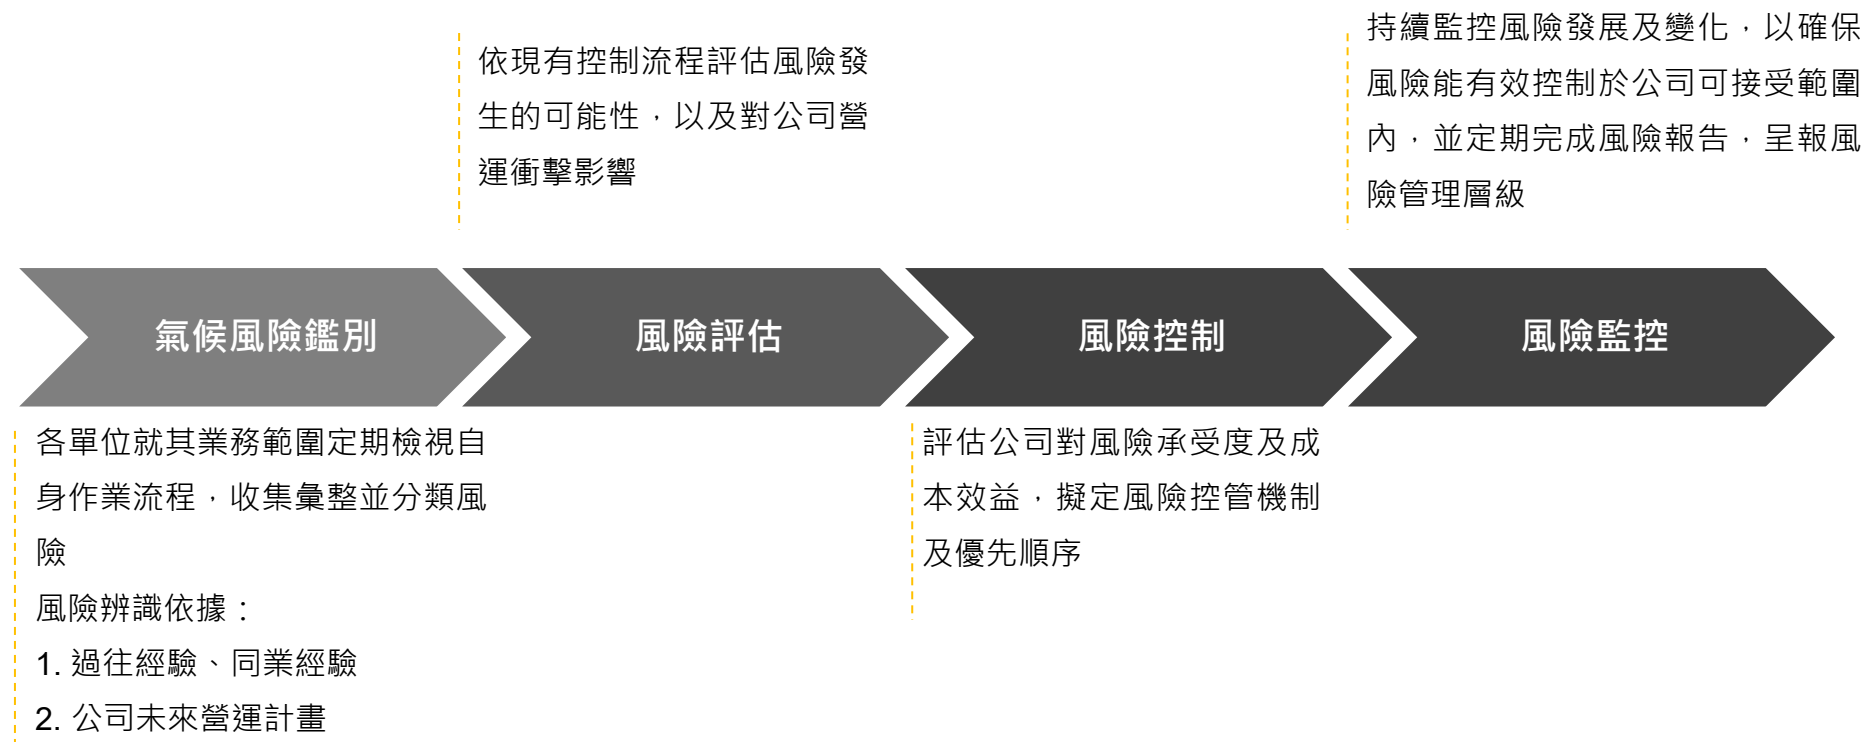 依現有控制流程評估風險發
生的可能性，以及對公司營
運衝擊影響
持續監控風險發展及變化，以確保
風險能有效控制於公司可接受範圍
內，並定期完成風險報告，呈報風
險管理層級
氣候風險鑑別
風險評估
風險控制
風險監控
各單位就其業務範圍定期檢視自
身作業流程，收集彙整並分類風
險
風險辨識依據：
1. 過往經驗、同業經驗
2. 公司未來營運計畫
評估公司對風險承受度及成
本效益，擬定風險控管機制
及優先順序